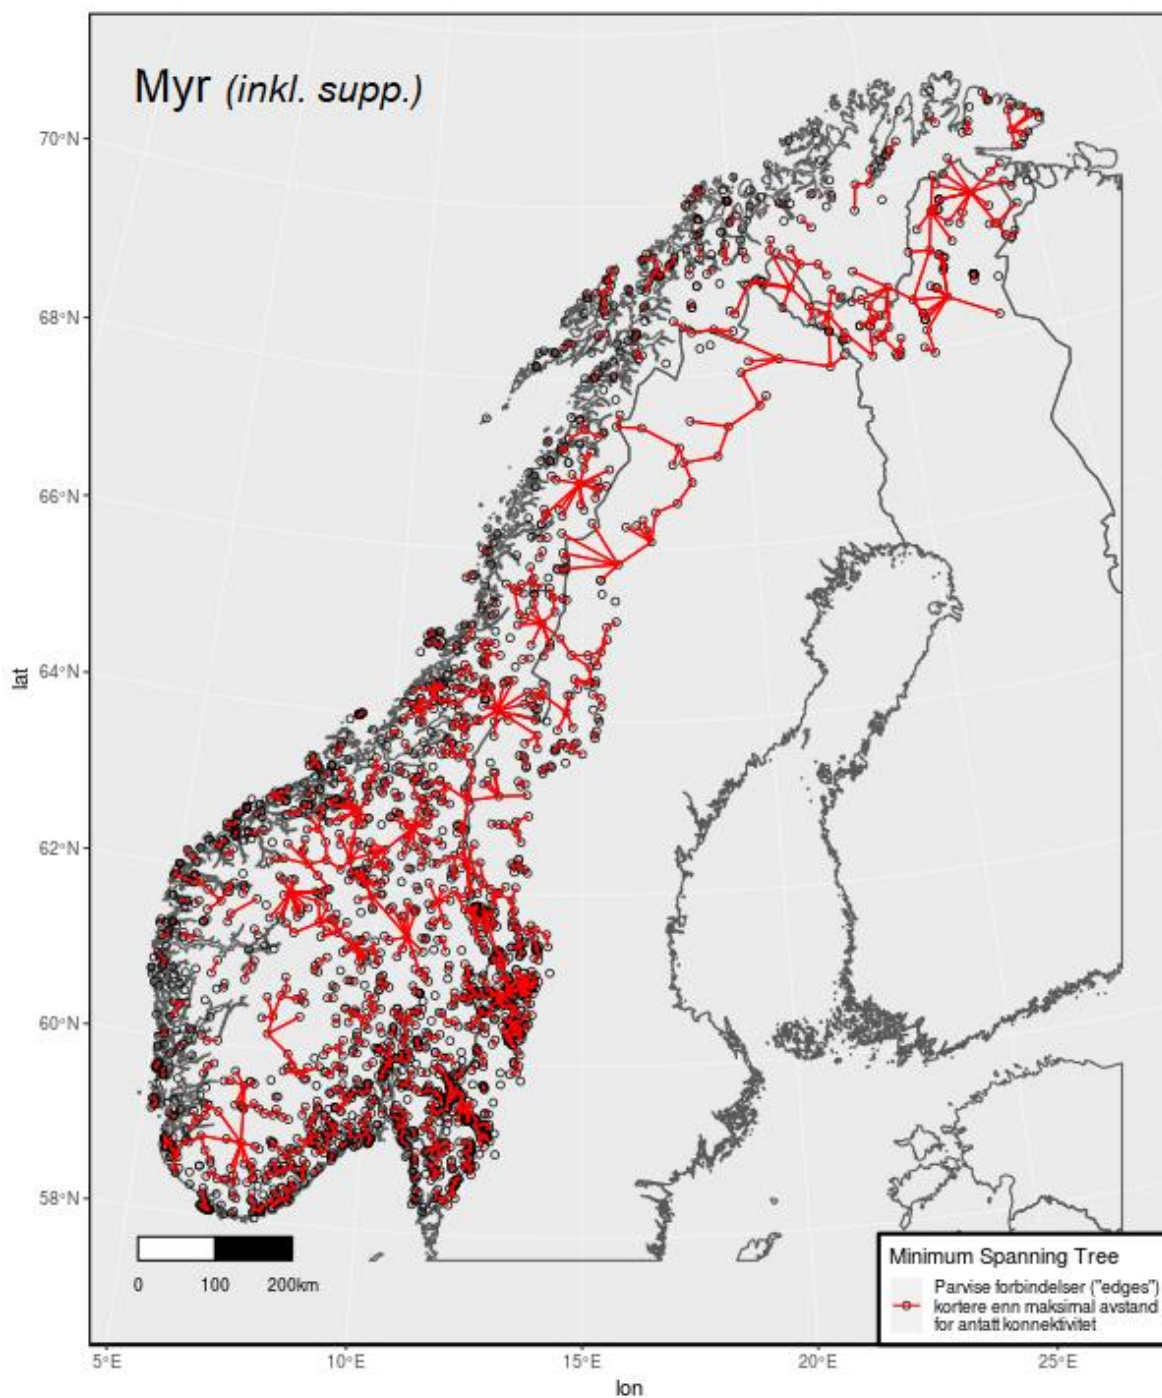 Myr (inkl. supp.)
70°N
68°N
66°N
64°N
62°N
60°N
58°N
lat
0 100 200km
Minimum Spanning Tree
Parvise forbindelser ("edges")
kortere enn maksimal avstand
for antatt konnektivitet
5°E 10°E 15°E 20°E 25°E
lon